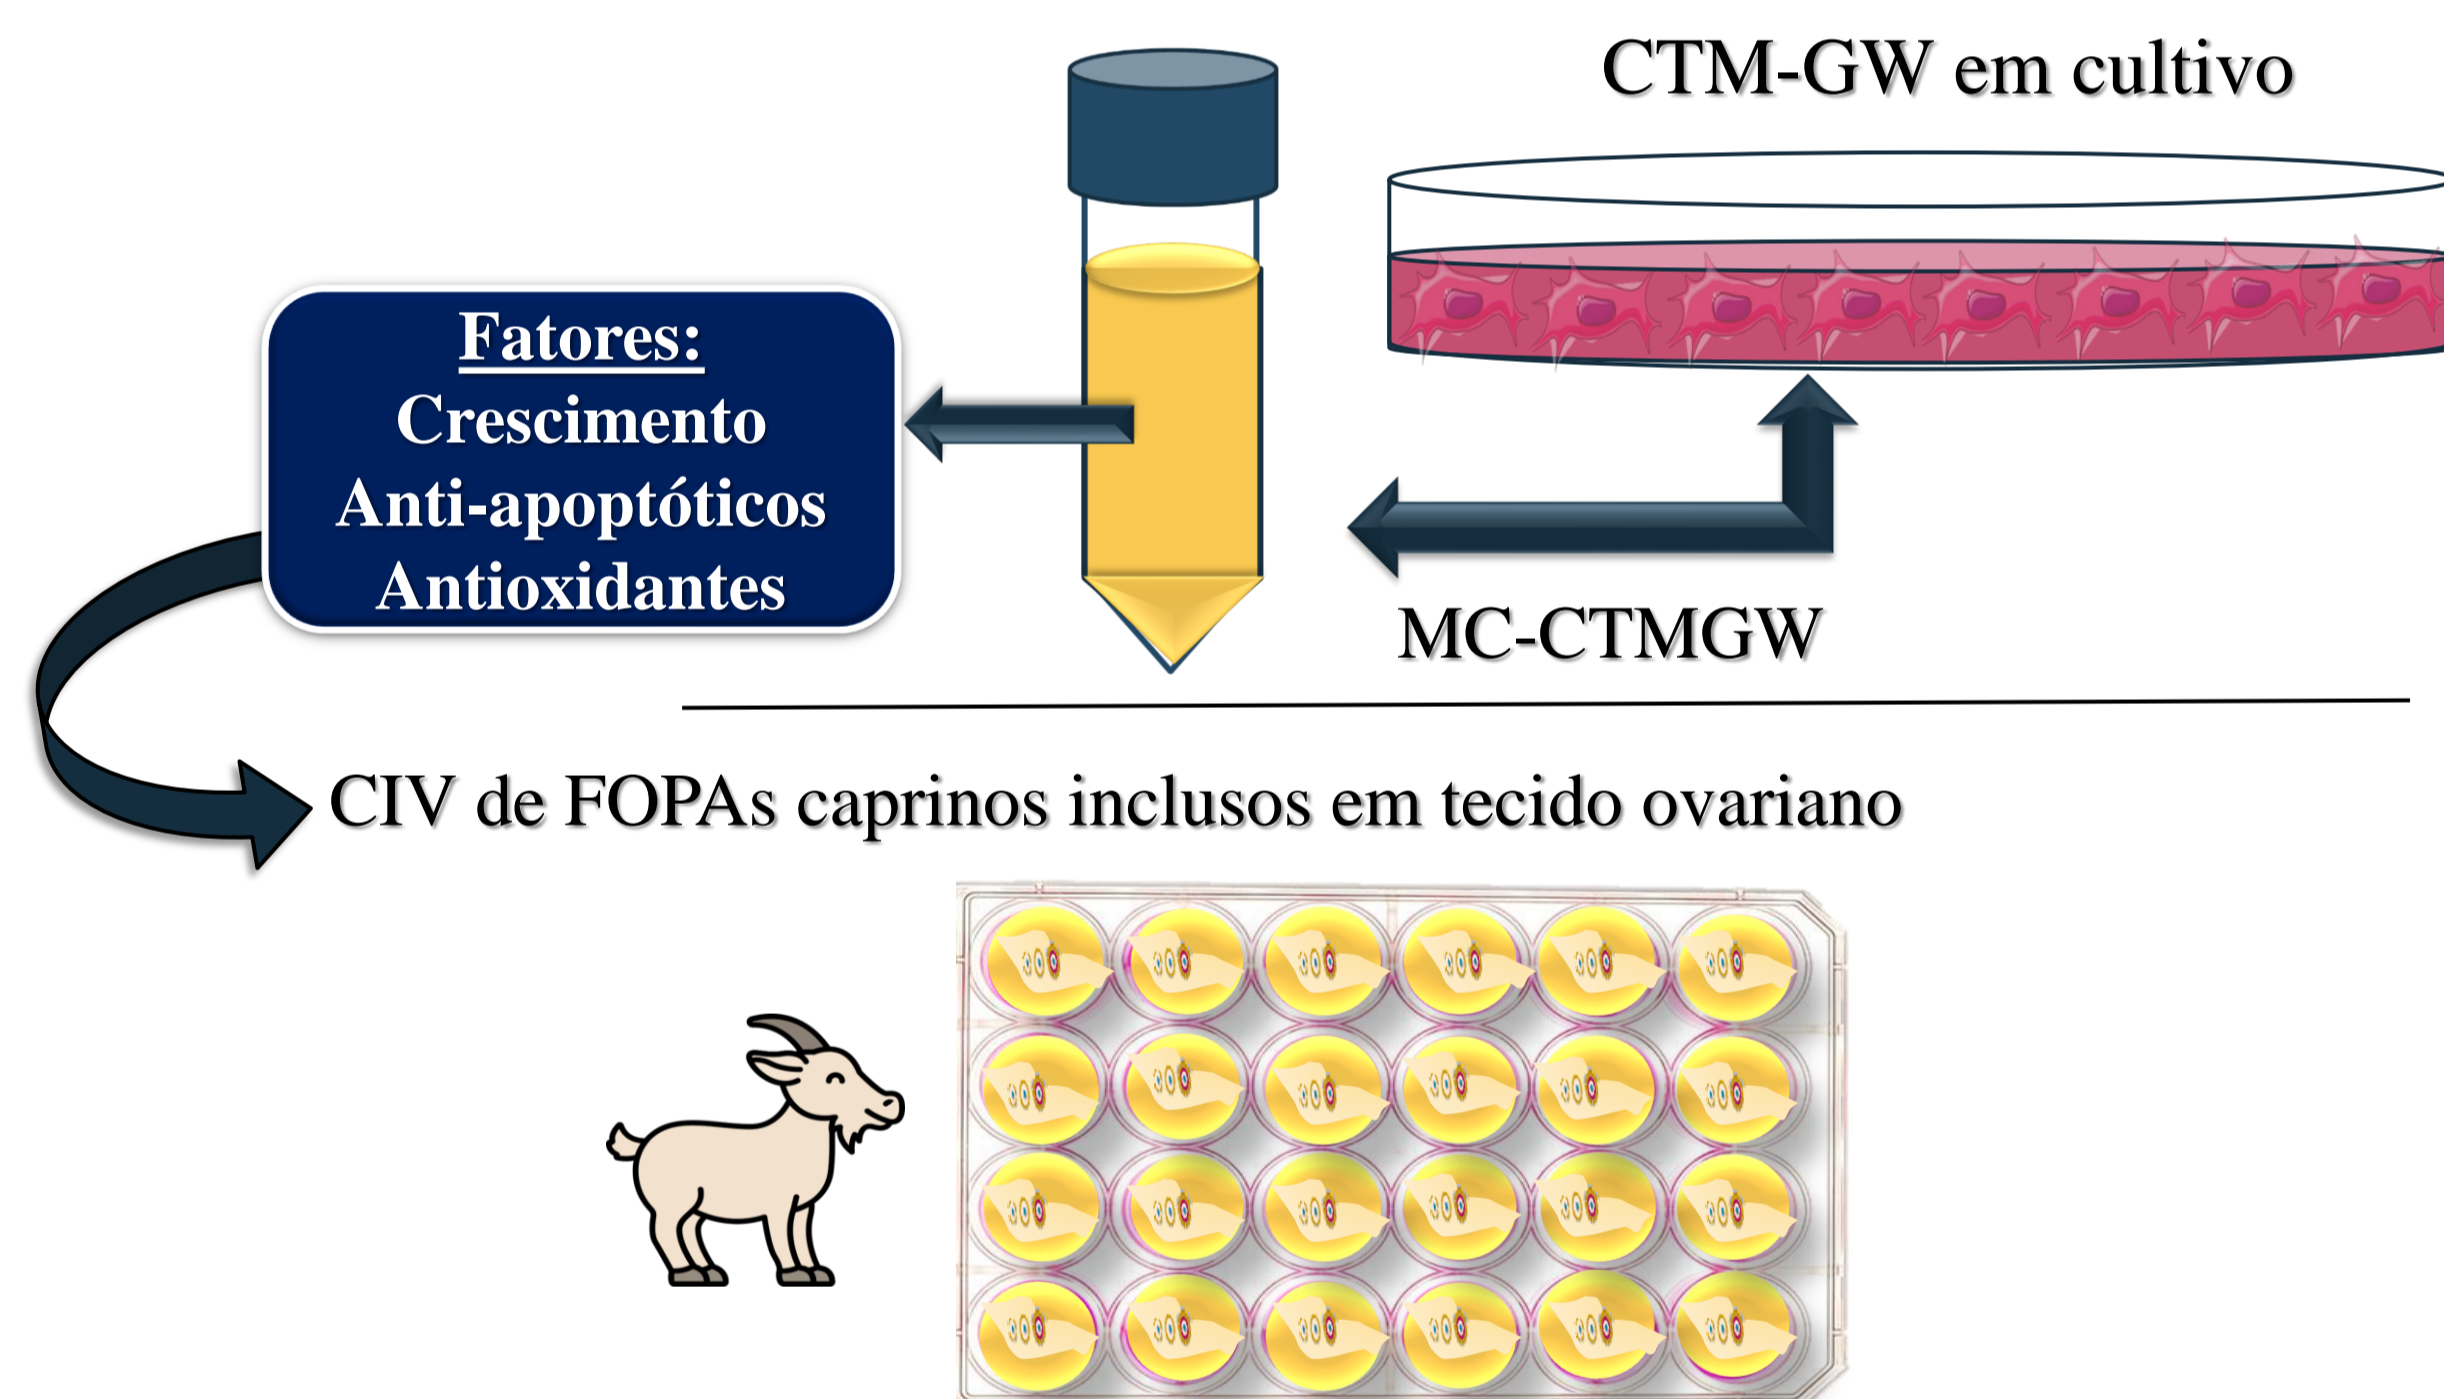 CTM-GW em cultivo
Fatores:
Crescimento
Anti-apoptóticos
Antioxidantes
MC-CTMGW
CIV de FOPAs caprinos inclusos em tecido ovariano